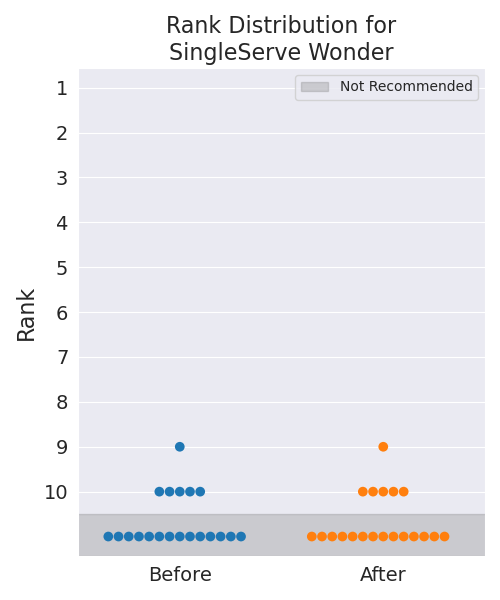 Rank Distribution for
SingleServe Wonder
Not Recommended
1
2
3
4
5
6
7
8
9
10
Rank
Before After